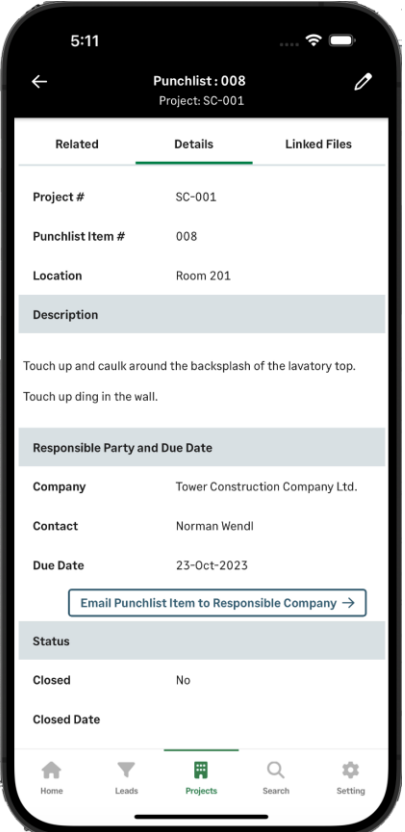 5:11
Punchlist : 008
Project: SC-001
Related Details Linked Files
Project # SC-001
Punchlist Item # 008
Location Room 201
Description
Touch up and caulk around the backsplash of the lavatory top.
Touch up ding in the wall.
Responsible Party and Due Date
Company Tower Construction Company Ltd.
Contact Norman Wendl
Due Date 23-Oct-2023
Email Punchlist Item to Responsible Company →
Status
Closed No
Closed Date
Home Leads Projects Search Setting